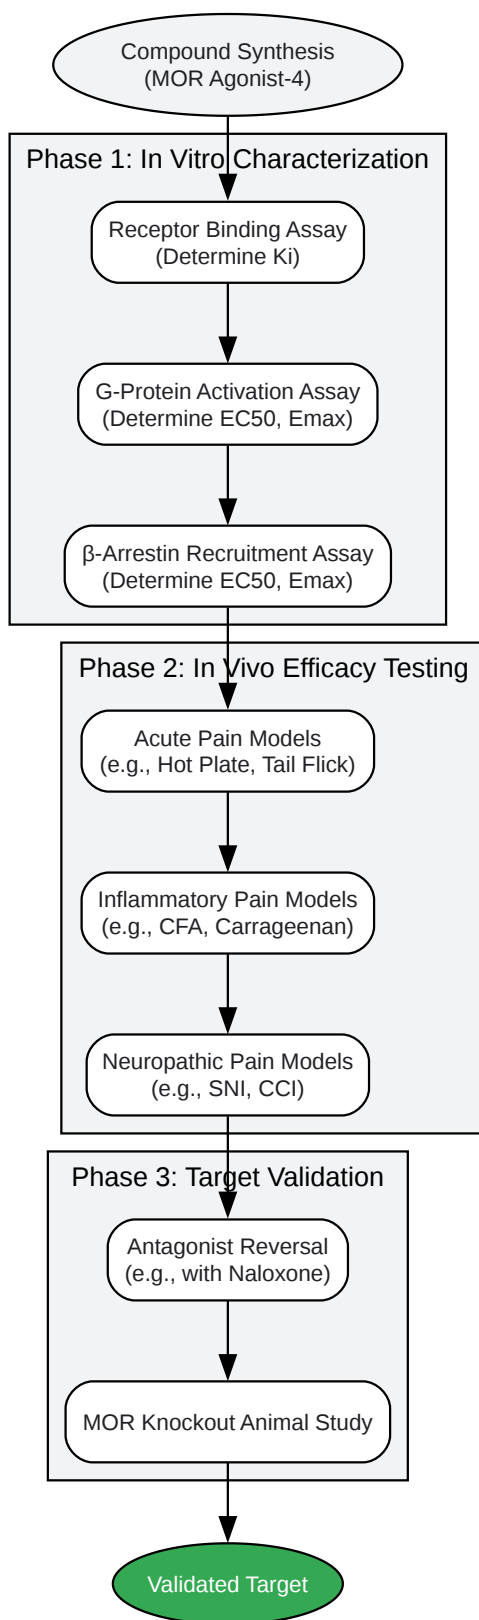 Compound Synthesis
(MOR Agonist-4)
Phase 1: In Vitro Characterization
Receptor Binding Assay
(Determine Ki)
G-Protein Activation Assay
(Determine EC50, Emax)
β-Arrestin Recruitment Assay
(Determine EC50, Emax)
Phase 2: In Vivo Efficacy Testing
Acute Pain Models
(e.g., Hot Plate, Tail Flick)
Inflammatory Pain Models
(e.g., CFA, Carrageenan)
Neuropathic Pain Models
(e.g., SNI, CCI)
Phase 3: Target Validation
Antagonist Reversal
(e.g., with Naloxone)
MOR Knockout Animal Study
Validated Target